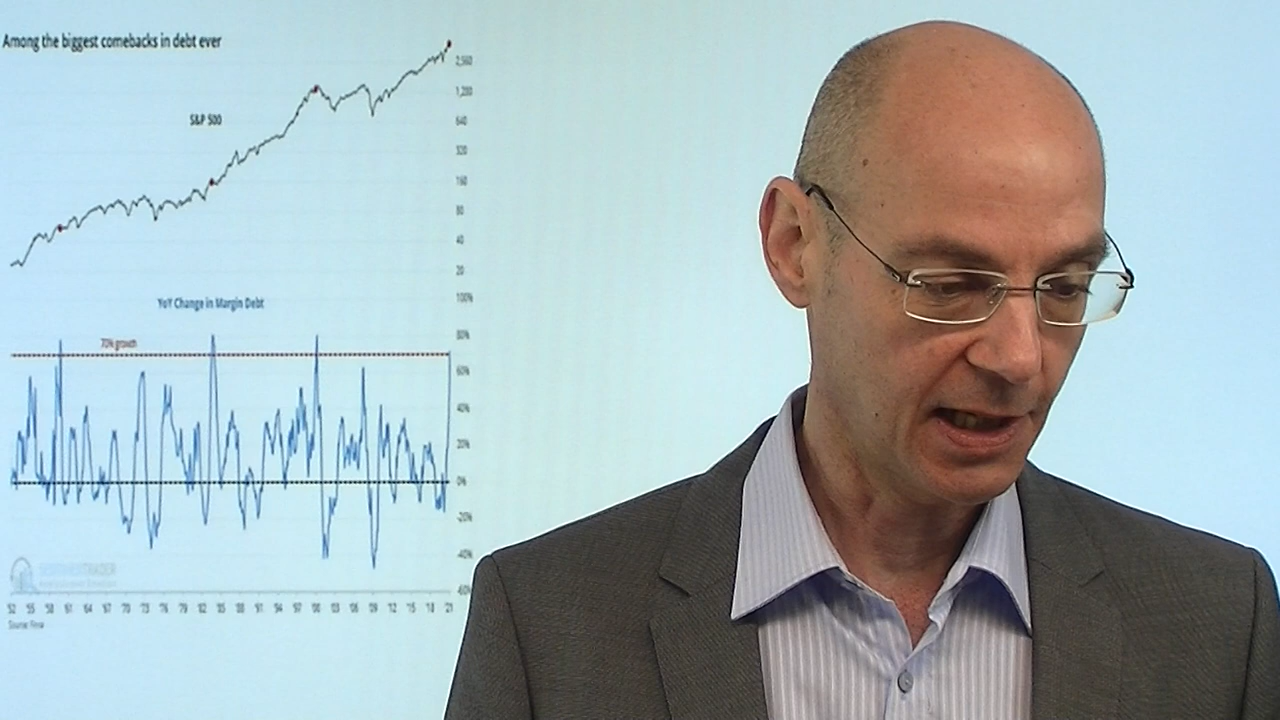 Among the biggest comebacks in debt ever
S&P 500
2,560
1,280
640
320
160
80
40
20
YoY Change in Margin Debt
100%
80%
70% growth
60%
40%
20%
0%
-20%
-40%
-60%
SENTIMENTRADER
52 55 58 61 64 67 70 73 76 79 82 85 88 91 94 97 00 03 06 09 12 15 18 21
Source: Finra